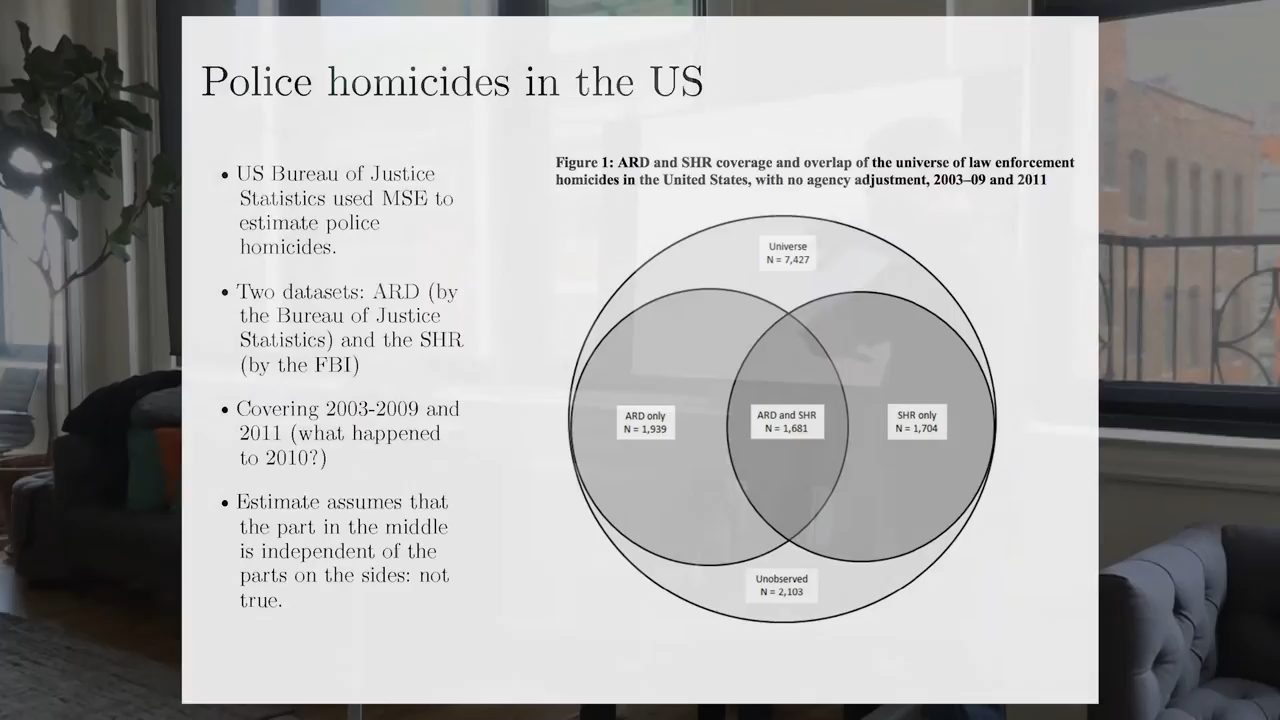 Police homicides in the US
• US Bureau of Justice
Statistics used MSE to
estimate police
homicides.
• Two datasets: ARD (by
the Bureau of Justice
Statistics) and the SHR
(by the FBI)
• Covering 2003-2009 and
2011 (what happened
to 2010?)
• Estimate assumes that
the part in the middle
is independent of the
parts on the sides: not
true.
Figure 1: ARD and SHR coverage and overlap of the universe of law enforcement
homicides in the United States, with no agency adjustment, 2003–09 and 2011
Universe
N = 7,427
ARD only
N = 1,939
ARD and SHR
N = 1,681
SHR only
N = 1,704
Unobserved
N = 2,103